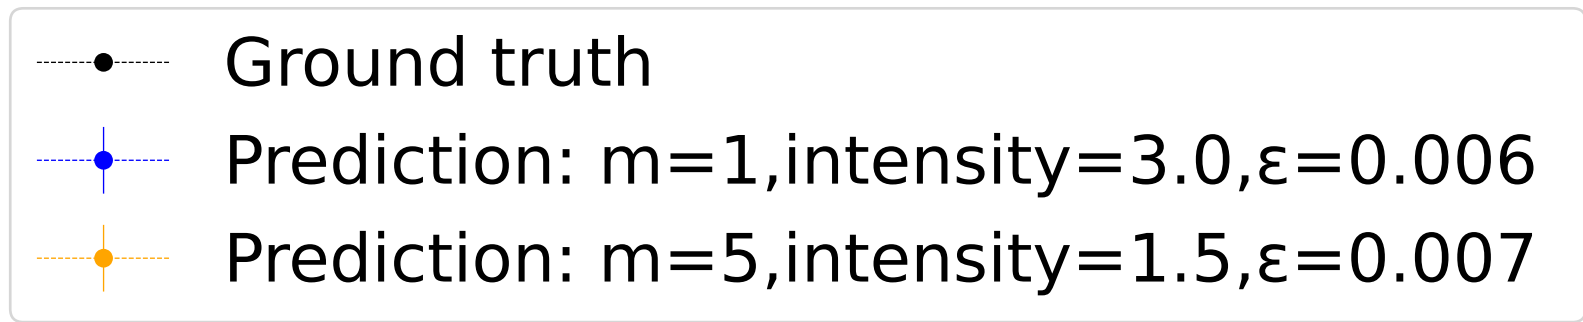 Ground truth
Prediction: m=1,intensity=3.0,ε=0.006
Prediction: m=5,intensity=1.5,ε=0.007